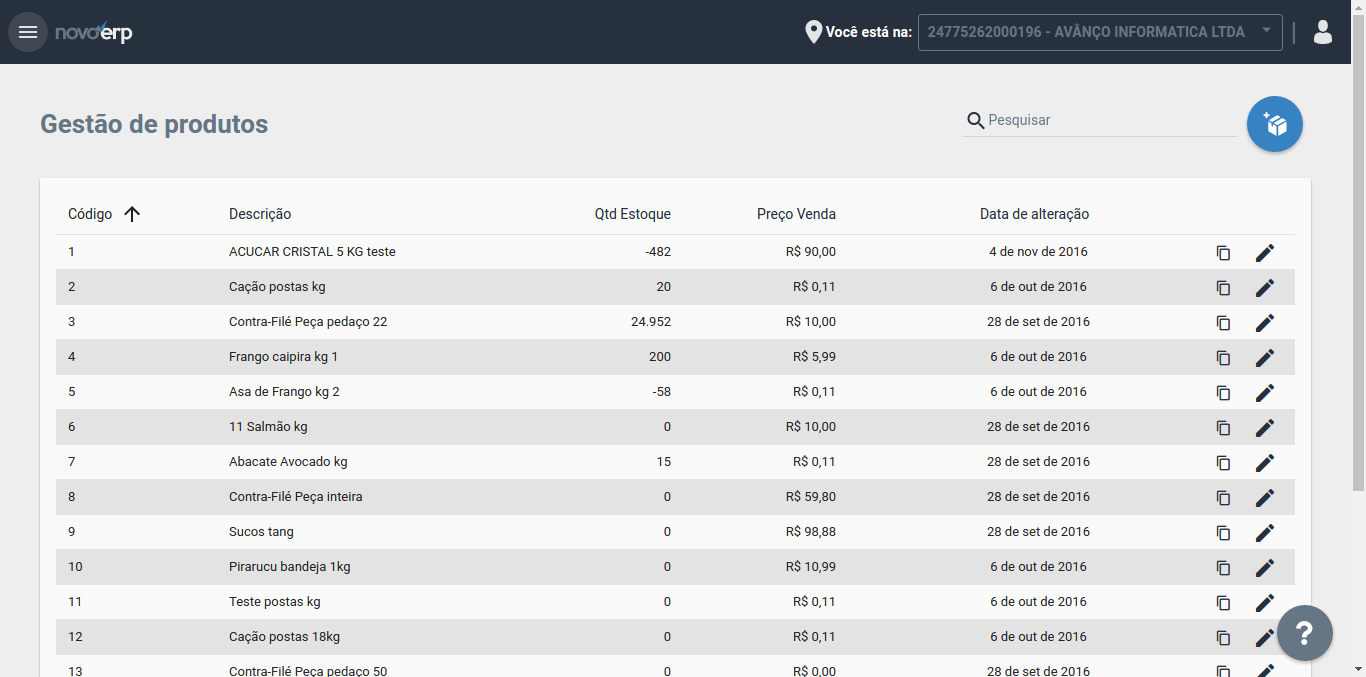 novoerp
Você está na: 24775262000196 - AVÂNÇO INFORMATICA LTDA
Gestão de produtos
Pesquisar
Código Descrição Qtd Estoque Preço Venda Data de alteração
1 ACUCAR CRISTAL 5 KG teste -482 R$ 90,00 4 de nov de 2016
2 Cação postas kg 20 R$ 0,11 6 de out de 2016
3 Contra-Filé Peça pedaço 22 24.952 R$ 10,00 28 de set de 2016
4 Frango caipira kg 1 200 R$ 5,99 6 de out de 2016
5 Asa de Frango kg 2 -58 R$ 0,11 6 de out de 2016
6 11 Salmão kg 0 R$ 10,00 28 de set de 2016
7 Abacate Avocado kg 15 R$ 0,11 28 de set de 2016
8 Contra-Filé Peça inteira 0 R$ 59,80 28 de set de 2016
9 Sucos tang 0 R$ 98,88 28 de set de 2016
10 Pirarucu bandeja 1kg 0 R$ 10,99 6 de out de 2016
11 Teste postas kg 0 R$ 0,11 6 de out de 2016
12 Cação postas 18kg 0 R$ 0,11 6 de out de 2016
?
13 Contra-Filé Peça pedaço 50 0 R$ 0,00 28 de set de 2016